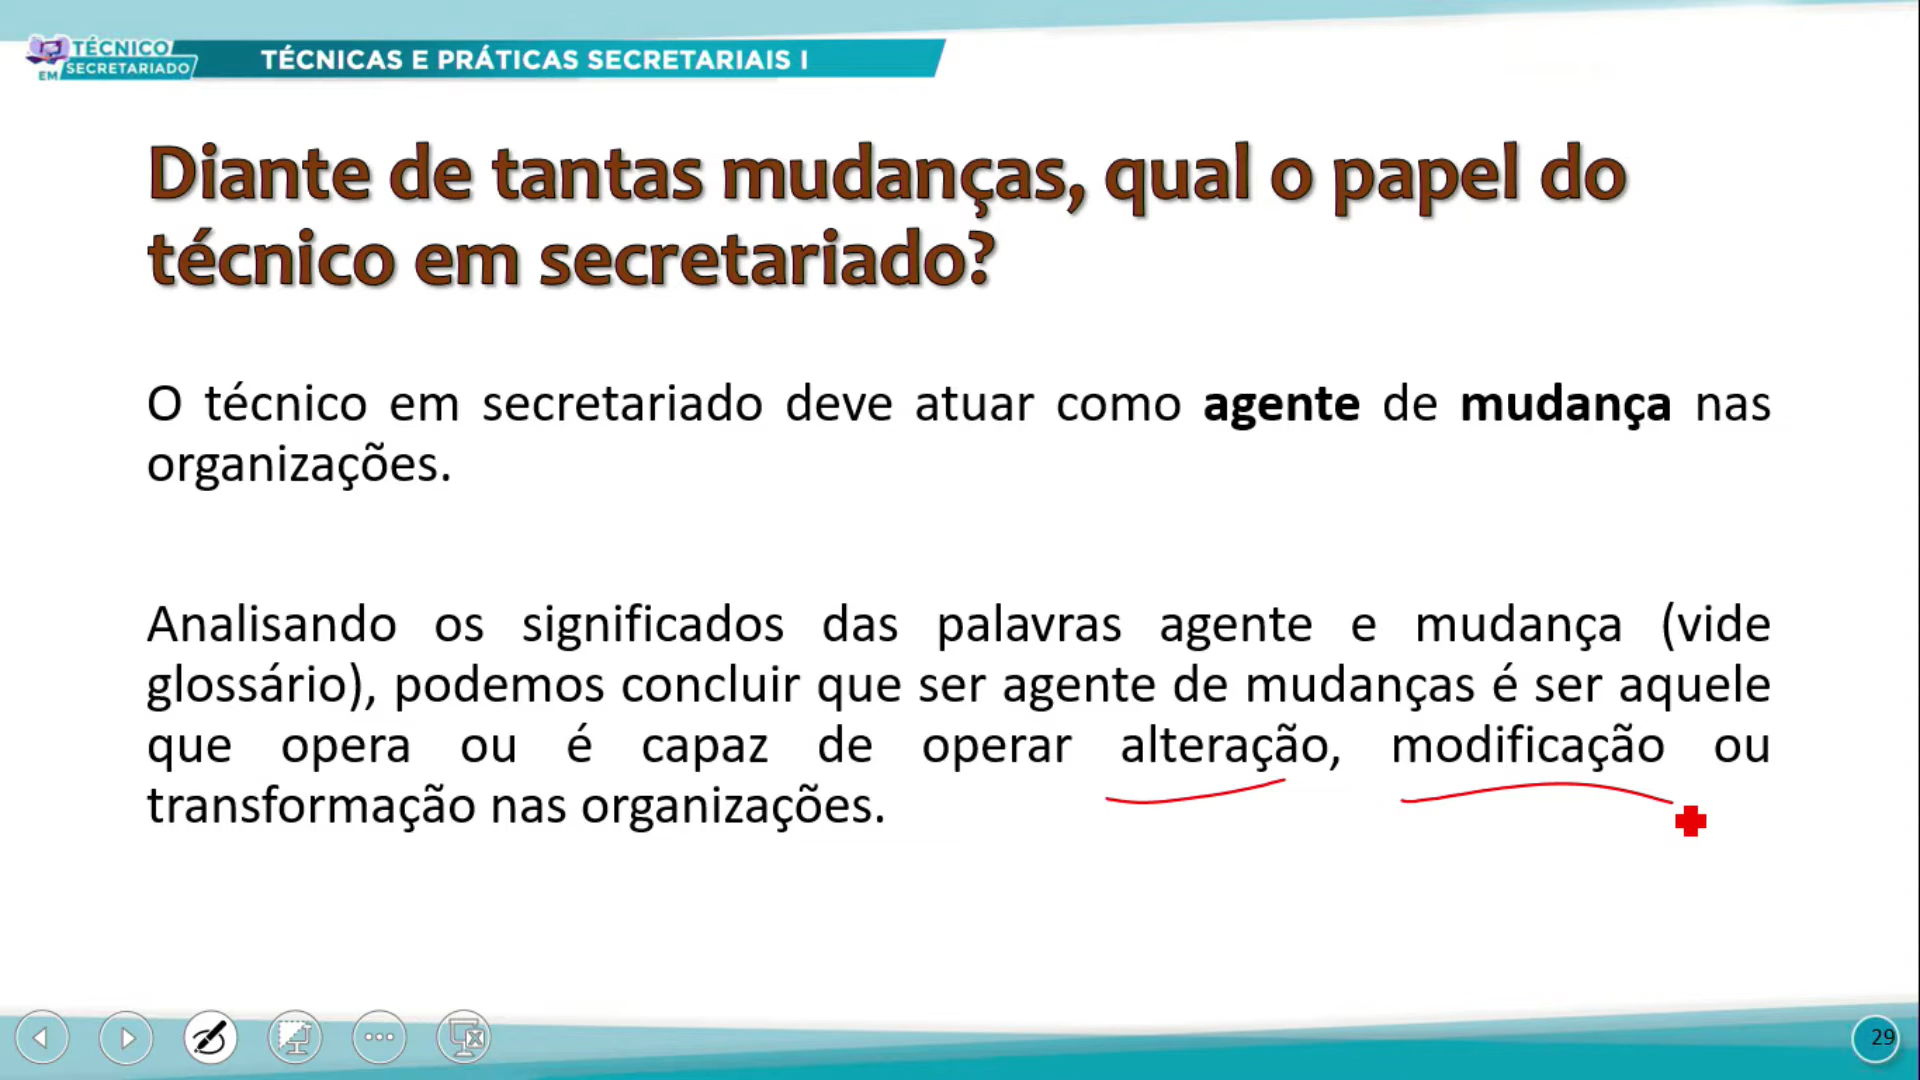 TÉCNICO
EM SECRETARIADO
TÉCNICAS E PRÁTICAS SECRETARIAIS I
Diante de tantas mudanças, qual o papel do
técnico em secretariado?
O técnico em secretariado deve atuar como agente de mudança nas
organizações.
Analisando os significados das palavras agente e mudança (vide
glossário), podemos concluir que ser agente de mudanças é ser aquele
que opera ou é capaz de operar alteração, modificação ou
transformação nas organizações.
29